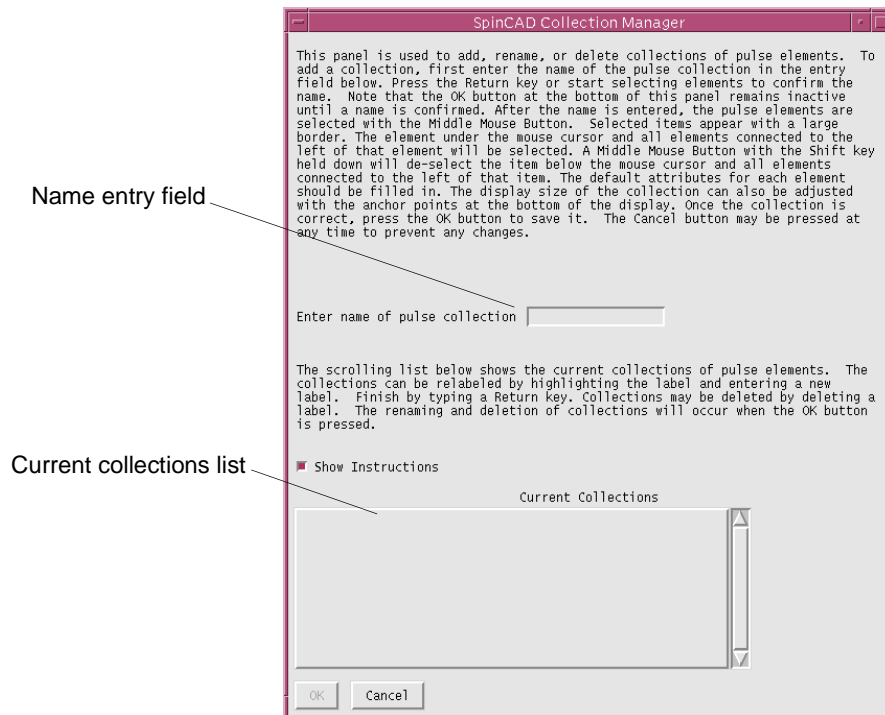 SpinCAD Collection Manager
This panel is used to add, rename, or delete collections of pulse elements.  To
add a collection, first enter the name of the pulse collection in the entry
field below. Press the Return key or start selecting elements to confirm the
name.  Note that the OK button at the bottom of this panel remains inactive
until a name is confirmed. After the name is entered, the pulse elements are
selected with the Middle Mouse Button.  Selected items appear with a large
border. The element under the mouse cursor and all elements connected to the
left of that element will be selected. A Middle Mouse Button with the Shift key
held down will de-select the item below the mouse cursor and all elements
connected to the left of that item. The default attributes for each element
should be filled in. The display size of the collection can also be adjusted
with the anchor points at the bottom of the display. Once the collection is
correct, press the OK button to save it.  The Cancel button may be pressed at
any time to prevent any changes.
Name entry field
Enter name of pulse collection
The scrolling list below shows the current collections of pulse elements.  The
collections can be relabeled by highlighting the label and entering a new
label.  Finish by typing a Return key. Collections may be deleted by deleting a
label.  The renaming and deletion of collections will occur when the OK button
is pressed.
Current collections list
Show Instructions
Current Collections
OK
Cancel